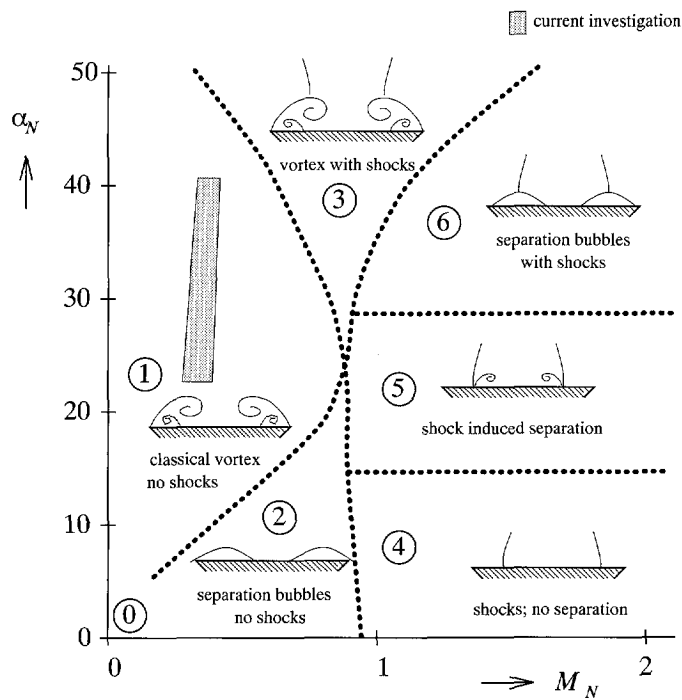 current investigation
50
α_N
vortex with shocks
40
3
6
separation bubbles
with shocks
30
1
5
20
shock induced separation
classical vortex
no shocks
2
10
4
separation bubbles
no shocks
shocks; no separation
0
0
0
1
2
M_N